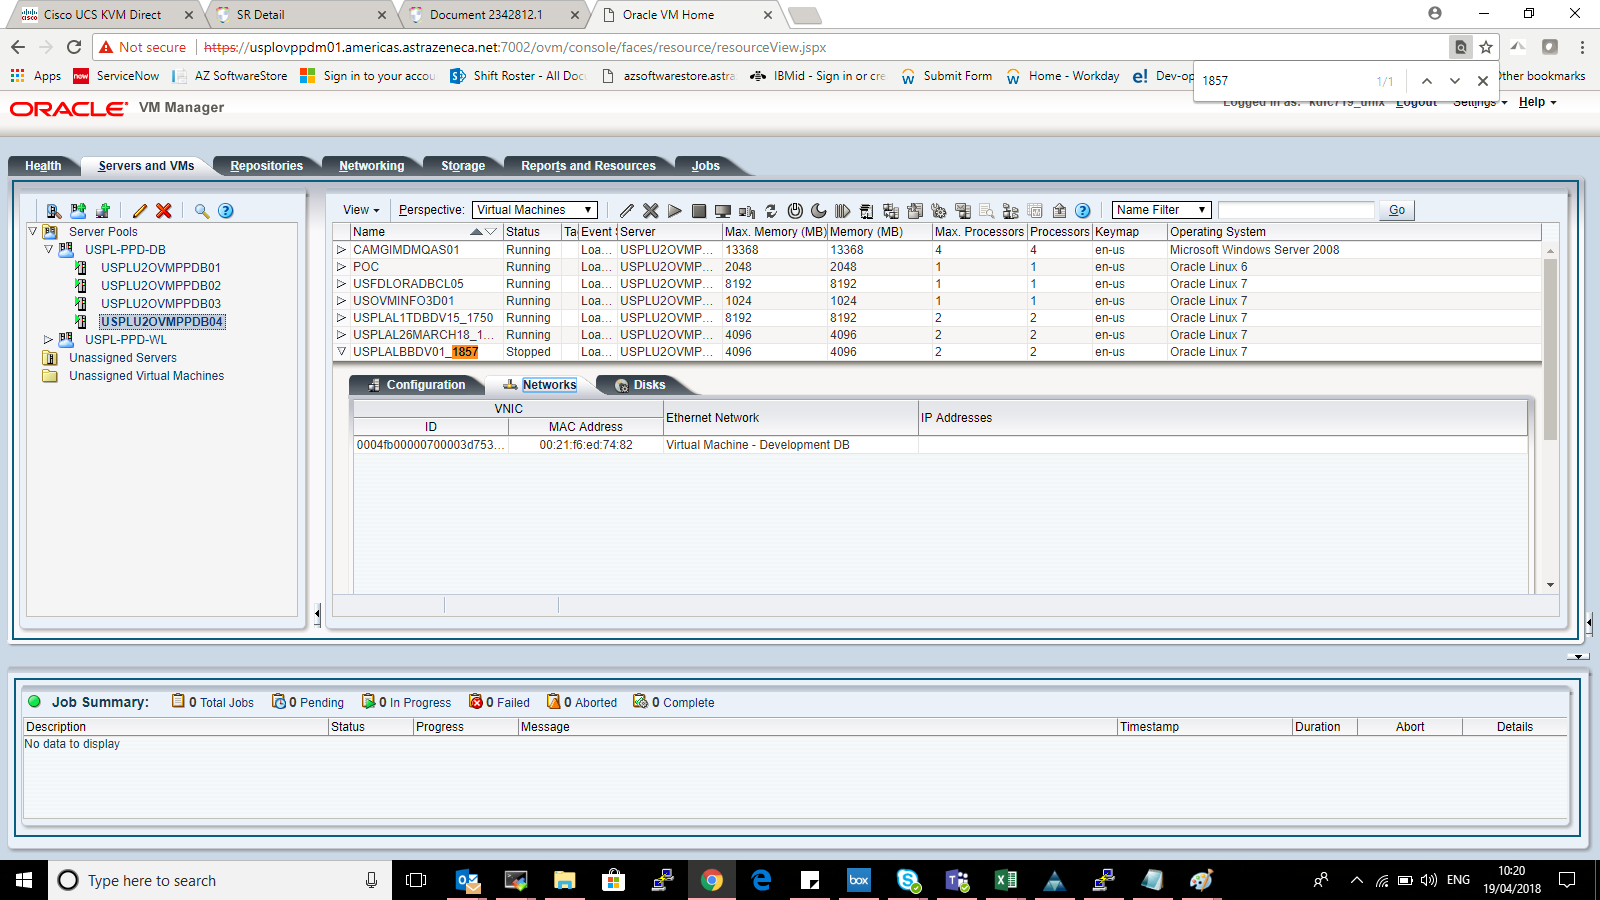 Cisco UCS KVM Direct
SR Detail
Document 2342812.1
Oracle VM Home
Not secure
https://usplovppdm01.americas.astrazeneca.net:7002/ovm/console/faces/resource/resourceView.jspx
Apps
now
ServiceNow
AZ SoftwareStore
Sign in to your accou
Shift Roster - All Doc
azsoftwarestore.astra
IBMid - Sign in or cre
Submit Form
Home - Workday
e!
Dev-op
Other bookmarks
1857
1/1
ORACLE
VM Manager
Logged in as:
Logout
Settings
Help
Health
Servers and VMs
Repositories
Networking
Storage
Reports and Resources
Jobs
View
Perspective:
Virtual Machines
Name Filter
Go
Server Pools
USPL-PPD-DB
USPLU2OVMPPDB01
USPLU2OVMPPDB02
USPLU2OVMPPDB03
USPLU2OVMPPDB04
USPL-PPD-WL
Unassigned Servers
Unassigned Virtual Machines
Name Status Ta Event S Server Max. Memory (MB) Memory (MB) Max. Processors Processors Keymap Operating System
CAMGIMDMQAS01 Running Loa... USPLU2OVMP... 13368 13368 4 4 en-us Microsoft Windows Server 2008
POC Running Loa... USPLU2OVMP... 2048 2048 1 1 en-us Oracle Linux 6
USFDLORADBCL05 Running Loa... USPLU2OVMP... 8192 8192 1 1 en-us Oracle Linux 7
USOVMINFO3D01 Running Loa... USPLU2OVMP... 1024 1024 1 1 en-us Oracle Linux 7
USPLAL1TDBDV15_1750 Running Loa... USPLU2OVMP... 8192 8192 2 2 en-us Oracle Linux 7
USPLAL26MARCH18_1... Running Loa... USPLU2OVMP... 4096 4096 2 2 en-us Oracle Linux 7
USPLALBBDV01_1857 Stopped Loa... USPLU2OVMP... 4096 4096 2 2 en-us Oracle Linux 7
Configuration
Networks
Disks
VNIC
ID
MAC Address
Ethernet Network
IP Addresses
0004fb00000700003d753... 00:21:f6:ed:74:82 Virtual Machine - Development DB
Job Summary:
0 Total Jobs
0 Pending
0 In Progress
0 Failed
0 Aborted
0 Complete
Description Status Progress Message Timestamp Duration Abort Details
No data to display
Type here to search
box
ENG
10:20
19/04/2018